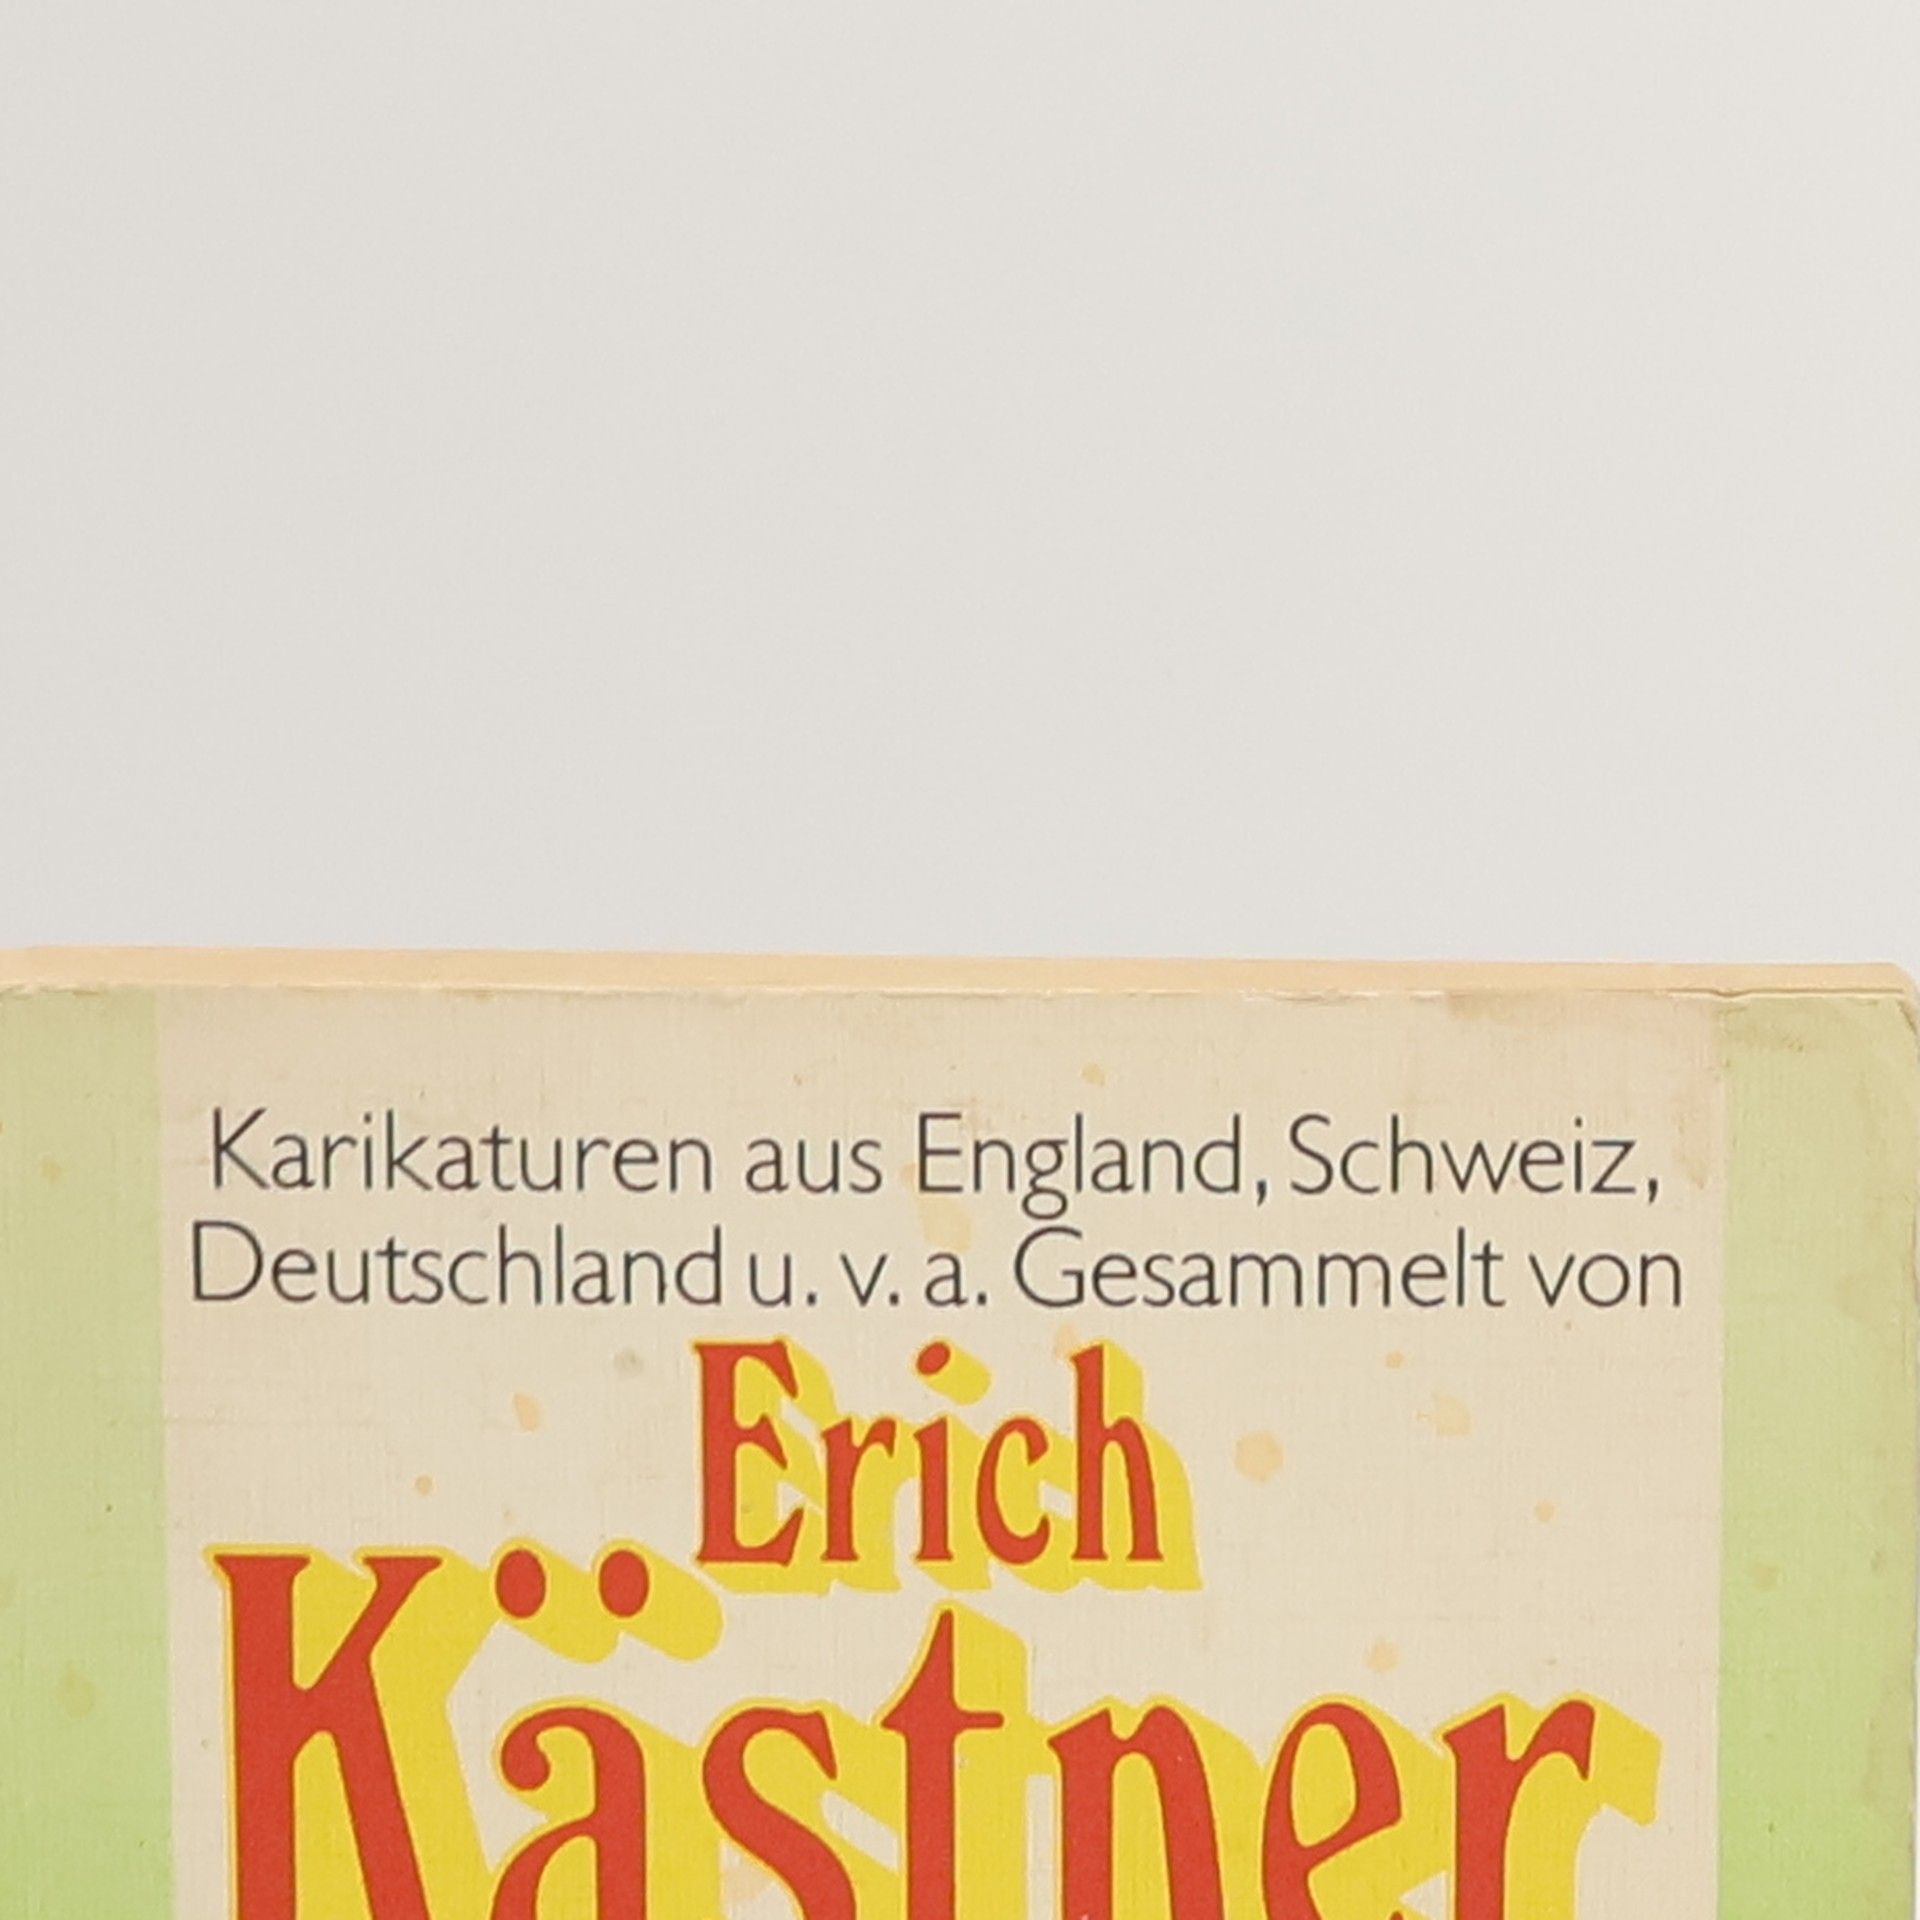 Karikaturen aus England, Schweiz,
Deutschland u. v. a. Gesammelt von
Erich
Kästner